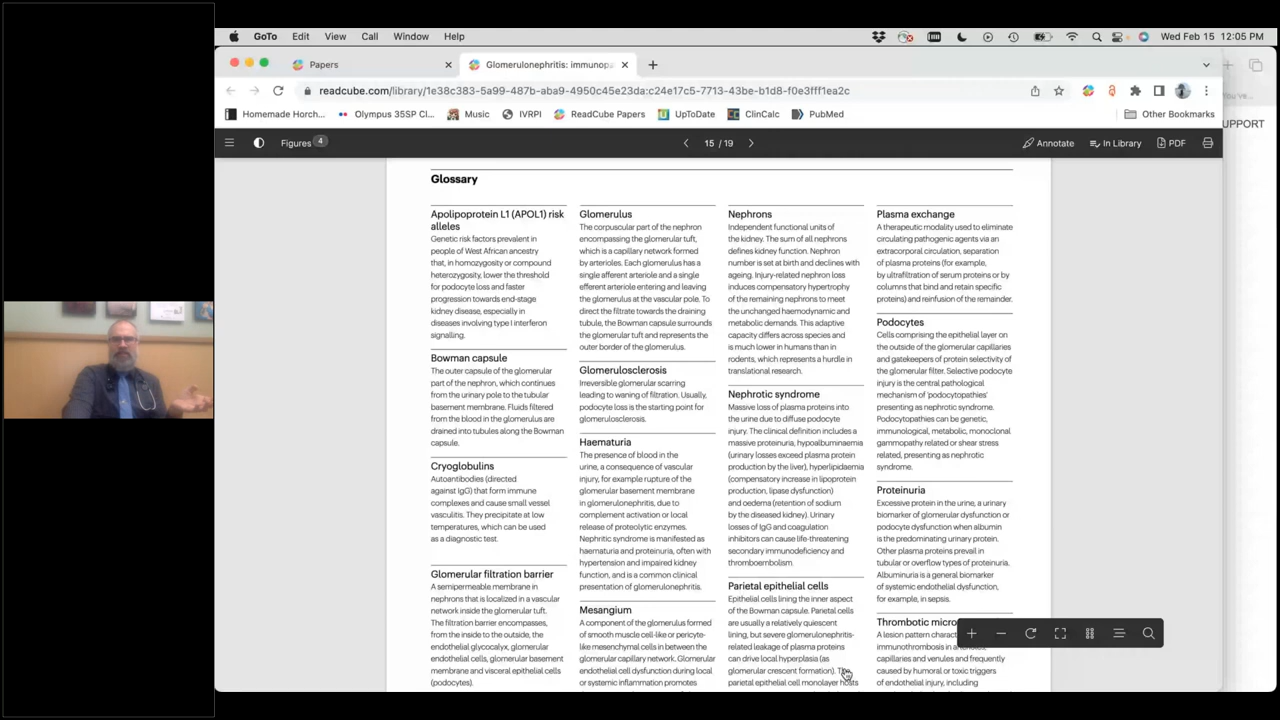 GoTo Edit View Call Window Help
Wed Feb 15 12:05 PM
Papers
Glomerulonephritis: immunopa
readcube.com/library/1e38c383-5a99-487b-aba9-4950c45e23da:c24e17c5-7713-43be-b1d8-f0e3fff1ea2c
Homemade Horch... Olympus 35SP Cl... Music IVRPI ReadCube Papers UpToDate ClinCalc PubMed Other Bookmarks
SUPPORT
Figures 4
15 / 19
Annotate In Library PDF
Glossary
Apolipoprotein L1 (APOL1) risk
alleles
Genetic risk factors prevalent in
people of West African ancestry
that, in homozygosity or compound
heterozygosity, lower the threshold
for podocyte loss and faster
progression towards end-stage
kidney disease, especially in
diseases involving type I interferon
signalling.
Bowman capsule
The outer capsule of the glomerular
part of the nephron, which continues
from the urinary pole to the tubular
basement membrane. Fluids filtered
from the blood in the glomerulus are
drained into tubules along the Bowman
capsule.
Cryoglobulins
Autoantibodies (directed
against IgG) that form immune
complexes and cause small vessel
vasculitis. They precipitate at low
temperatures, which can be used
as a diagnostic test.
Glomerular filtration barrier
A semipermeable membrane in
nephrons that is localized in a vascular
network inside the glomerular tuft.
The filtration barrier encompasses,
from the inside to the outside, the
endothelial glycocalyx, glomerular
endothelial cells, glomerular basement
membrane and visceral epithelial cells
(podocytes).
Glomerulus
The corpuscular part of the nephron
encompassing the glomerular tuft,
which is a capillary network formed
by arterioles. Each glomerulus has a
single afferent arteriole and a single
efferent arteriole entering and leaving
the glomerulus at the vascular pole. To
direct the filtrate towards the draining
tubule, the Bowman capsule surrounds
the glomerular tuft and represents the
outer border of the glomerulus.
Glomerulosclerosis
Irreversible glomerular scarring
leading to waning of filtration. Usually,
podocyte loss is the starting point for
glomerulosclerosis.
Haematuria
The presence of blood in the
urine, a consequence of vascular
injury, for example rupture of the
glomerular basement membrane
in glomerulonephritis, due to
complement activation or local
release of proteolytic enzymes.
Nephritic syndrome is manifested as
haematuria and proteinuria, often with
hypertension and impaired kidney
function, and is a common clinical
presentation of glomerulonephritis.
Mesangium
A component of the glomerulus formed
of smooth muscle cell-like or pericyte-
like mesenchymal cells in between the
glomerular capillary network. Glomerular
endothelial cell dysfunction during local
or systemic inflammation promotes
Nephrons
Independent functional units of
the kidney. The sum of all nephrons
defines kidney function. Nephron
number is set at birth and declines with
ageing. Injury-related nephron loss
induces compensatory hypertrophy
of the remaining nephrons to meet
the unchanged haemodynamic and
metabolic demands. This adaptive
capacity differs across species and
is much lower in humans than in
rodents, which represents a hurdle in
translational research.
Nephrotic syndrome
Massive loss of plasma proteins into
the urine due to diffuse podocyte
injury. The clinical definition includes a
massive proteinuria, hypoalbuminaemia
(urinary losses exceed plasma protein
production by the liver), hyperlipidaemia
(compensatory increase in lipoprotein
production, lipase dysfunction)
and oedema (retention of sodium
by the diseased kidney). Urinary
losses of IgG and coagulation
inhibitors can cause life-threatening
secondary immunodeficiency and
thromboembolism.
Parietal epithelial cells
Epithelial cells lining the inner aspect
of the Bowman capsule. Parietal cells
are usually a relatively quiescent
lining, but severe glomerulonephritis-
related leakage of plasma proteins
can drive local hyperplasia (as
glomerular crescent formation). The
parietal epithelial cell monolayer hosts
Plasma exchange
A therapeutic modality used to eliminate
circulating pathogenic agents via an
extracorporal circulation, separation
of plasma proteins (for example,
by ultrafiltration of serum proteins or by
columns that bind and retain specific
proteins) and reinfusion of the remainder.
Podocytes
Cells comprising the epithelial layer on
the outside of the glomerular capillaries
and gatekeepers of protein selectivity of
the glomerular filter. Selective podocyte
injury is the central pathological
mechanism of 'podocytopathies'
presenting as nephrotic syndrome.
Podocytopathies can be genetic,
immunological, metabolic, monoclonal
gammopathy related or shear stress
related, presenting as nephrotic
syndrome.
Proteinuria
Excessive protein in the urine, a urinary
biomarker of glomerular dysfunction or
podocyte dysfunction when albumin
is the predominating urinary protein.
Other plasma proteins prevail in
tubular or overflow types of proteinuria.
Albuminuria is a general biomarker
of systemic endothelial dysfunction,
for example, in sepsis.
Thrombotic micro
A lesion pattern charact
immunothrombosis in
capillaries and venules and frequently
caused by humoral or toxic triggers
of endothelial injury, including